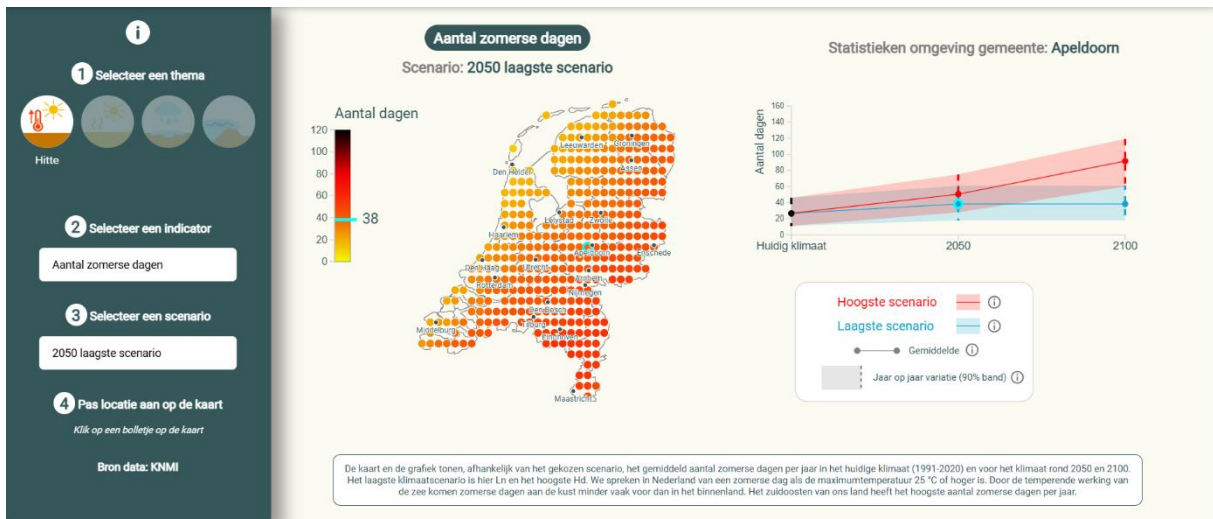 i
1 Selecteer een thema
Hitte
2 Selecteer een indicator
Aantal zomerse dagen
3 Selecteer een scenario
2050 laagste scenario
4 Pas locatie aan op de kaart
Klik op een bolletje op de kaart
Bron data: KNMI
Aantal zomerse dagen
Scenario: 2050 laagste scenario
Aantal dagen
120
100
80
60
40
38
20
0
Leeuwarden
Groningen
Assen
Den Helder
Lelystad
Zwolle
Haarlem
Apeldoorn
Enschede
Den Haag
Utrecht
Arnhem
Rotterdam
Nijmegen
Den Bosch
Tilburg
Middelburg
Eindhoven
Maastricht
Statistieken omgeving gemeente: Apeldoorn
Aantal dagen
160
140
120
100
80
60
40
20
0
Huidig klimaat
2050
2100
Hoogste scenario i
Laagste scenario i
Gemiddelde i
Jaar op jaar variatie (90% band) i
De kaart en de grafiek tonen, afhankelijk van het gekozen scenario, het gemiddeld aantal zomerse dagen per jaar in het huidige klimaat (1991-2020) en voor het klimaat rond 2050 en 2100.
Het laagste klimaatscenario is hier Ln en het hoogste Hd. We spreken in Nederland van een zomerse dag als de maximumtemperatuur 25 °C of hoger is. Door de temperende werking van
de zee komen zomerse dagen aan de kust minder vaak voor dan in het binnenland. Het zuidoosten van ons land heeft het hoogste aantal zomerse dagen per jaar.